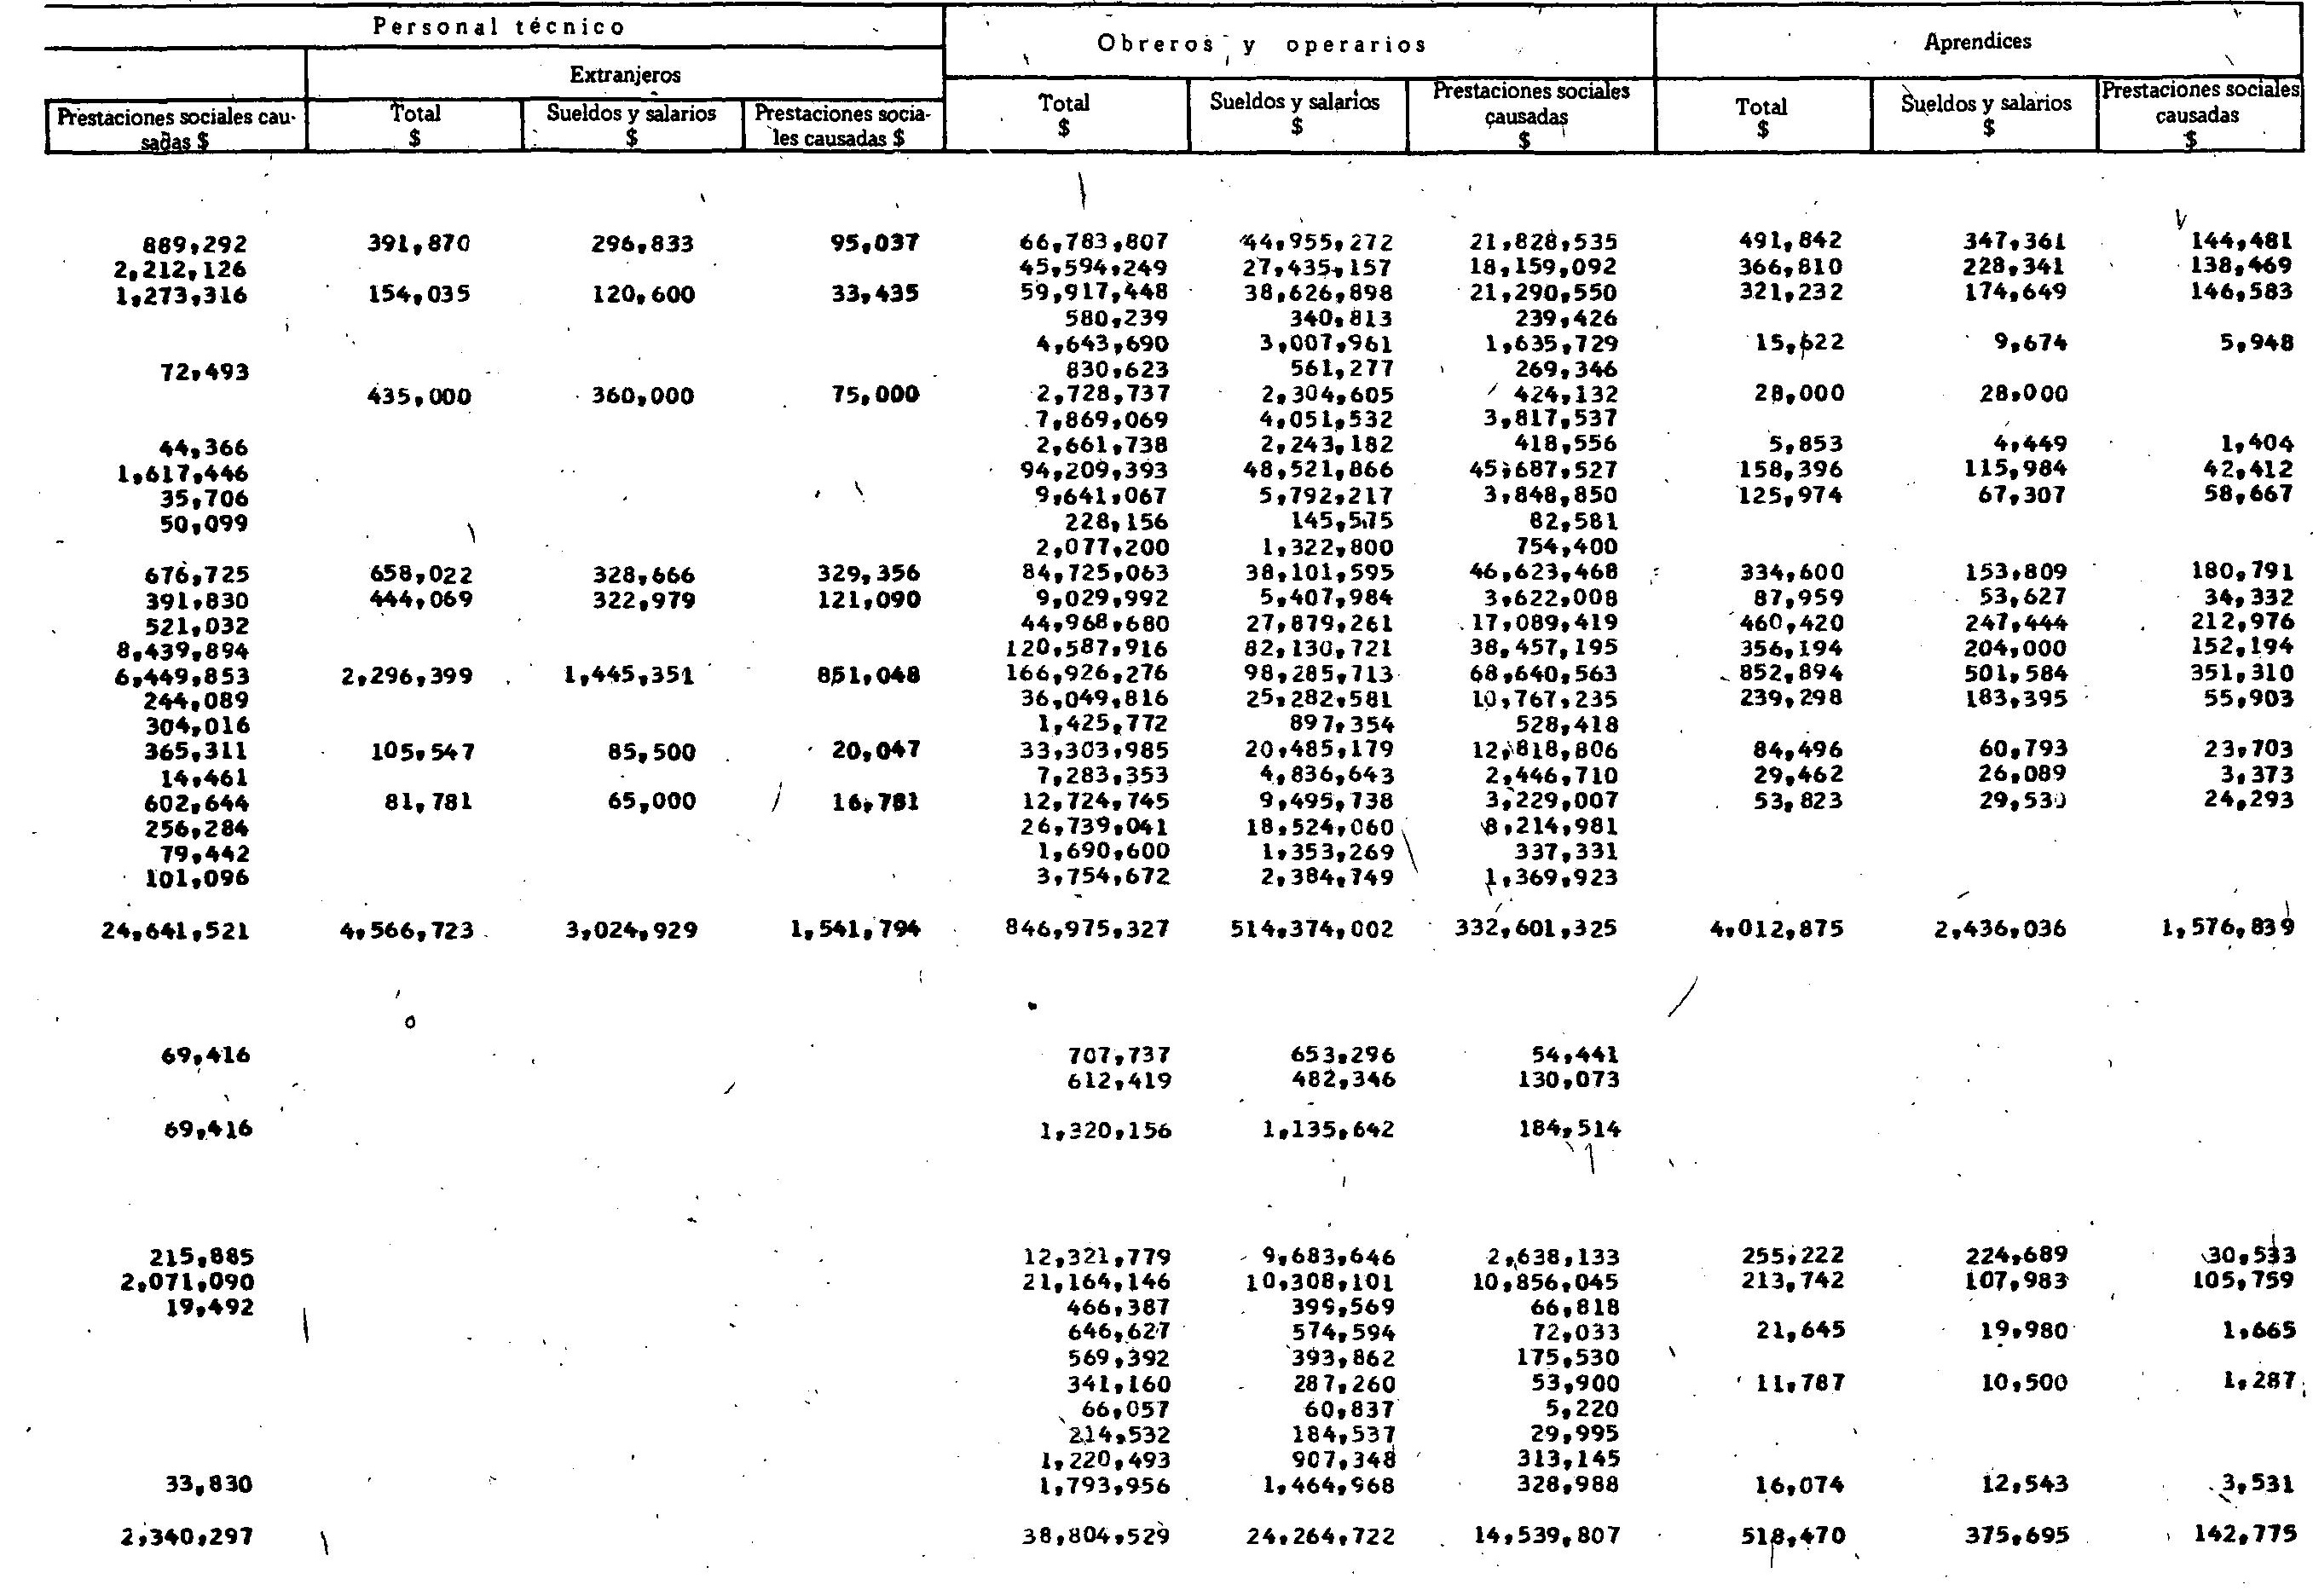 Personal técnico
Obreros y operarios
Aprendices
Extranjeros
Prestaciones sociales cau-
sadas $
Total
$
Sueldos y salarios
$
Prestaciones socia-
les causadas $
Total
$
Sueldos y salarios
$
Prestaciones sociales
causadas
$
Total
$
Sueldos y salarios
$
Prestaciones sociales
causadas
$
889,292 391,870 296,833 95,037 66,783,807 44,955,272 21,828,535 491,842 347,361 144,481
2,212,126 45,594,249 27,435,157 18,159,092 366,810 228,341 138,469
1,273,316 154,035 120,600 33,435 59,917,448 38,626,898 21,290,550 321,232 174,649 146,583
580,239 340,813 239,426
4,643,690 3,007,961 1,635,729 15,622 9,674 5,948
72,493 830,623 561,277 269,346
435,000 360,000 75,000 2,728,737 2,304,605 424,132 28,000 28,000
7,869,069 4,051,532 3,817,537
44,366 2,661,738 2,243,182 418,556 5,853 4,449 1,404
1,617,446 94,209,393 48,521,866 45,687,527 158,396 115,984 42,412
35,706 9,641,067 5,792,217 3,848,850 125,974 67,307 58,667
50,099 228,156 145,575 82,581
2,077,200 1,322,800 754,400
676,725 658,022 328,666 329,356 84,725,063 38,101,595 46,623,468 334,600 153,809 180,791
391,830 444,069 322,979 121,090 9,029,992 5,407,984 3,622,008 87,959 53,627 34,332
521,032 44,968,680 27,879,261 17,089,419 460,420 247,444 212,976
8,439,894 120,587,916 82,130,721 38,457,195 356,194 204,000 152,194
6,449,853 2,296,399 1,445,351 851,048 166,926,276 98,285,713 68,640,563 852,894 501,584 351,310
244,089 36,049,816 25,282,581 10,767,235 239,298 183,395 55,903
304,016 1,425,772 897,354 528,418
365,311 105,547 85,500 20,047 33,303,985 20,485,179 12,818,806 84,496 60,793 23,703
14,461 7,283,353 4,836,643 2,446,710 29,462 26,089 3,373
602,644 81,781 65,000 16,781 12,724,745 9,495,738 3,229,007 53,823 29,530 24,293
256,284 26,739,041 18,524,060 8,214,981
79,442 1,690,600 1,353,269 337,331
101,096 3,754,672 2,384,749 1,369,923
24,641,521 4,566,723 3,024,929 1,541,794 846,975,327 514,374,002 332,601,325 4,012,875 2,436,036 1,576,839
69,416 707,737 653,296 54,441
612,419 482,346 130,073
69,416 1,320,156 1,135,642 184,514
215,885 12,321,779 9,683,646 2,638,133 255,222 224,689 30,533
2,071,090 21,164,146 10,308,101 10,856,045 213,742 107,983 105,759
19,492 466,387 399,569 66,818
646,627 574,594 72,033 21,645 19,980 1,665
569,392 393,862 175,530
341,160 287,260 53,900 11,787 10,500 1,287
66,057 60,837 5,220
214,532 184,537 29,995
1,220,493 907,348 313,145
33,830 1,793,956 1,464,968 328,988 16,074 12,543 3,531
2,340,297 38,804,529 24,264,722 14,539,807 518,470 375,695 142,775